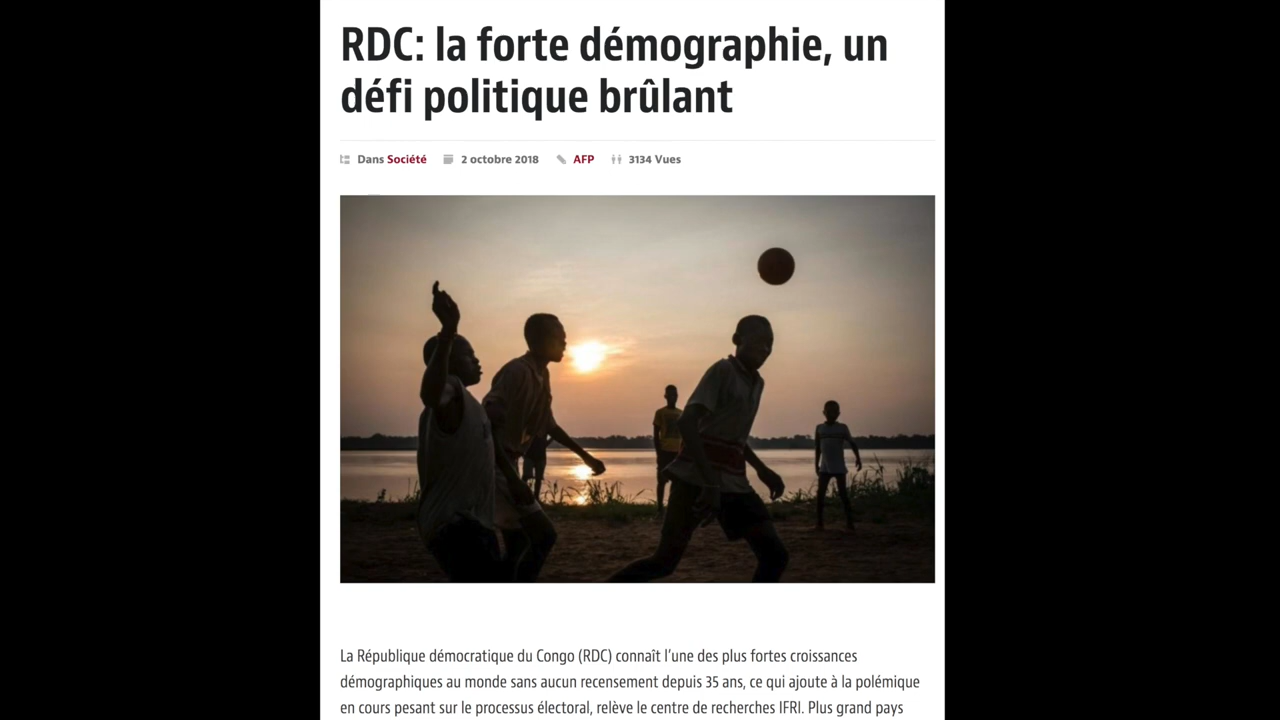 RDC: la forte démographie, un
défi politique brûlant
Dans Société 2 octobre 2018 AFP 3134 Vues
La République démocratique du Congo (RDC) connaît l'une des plus fortes croissances
démographiques au monde sans aucun recensement depuis 35 ans, ce qui ajoute à la polémique
en cours pesant sur le processus électoral, relève le centre de recherches IFRI. Plus grand pays